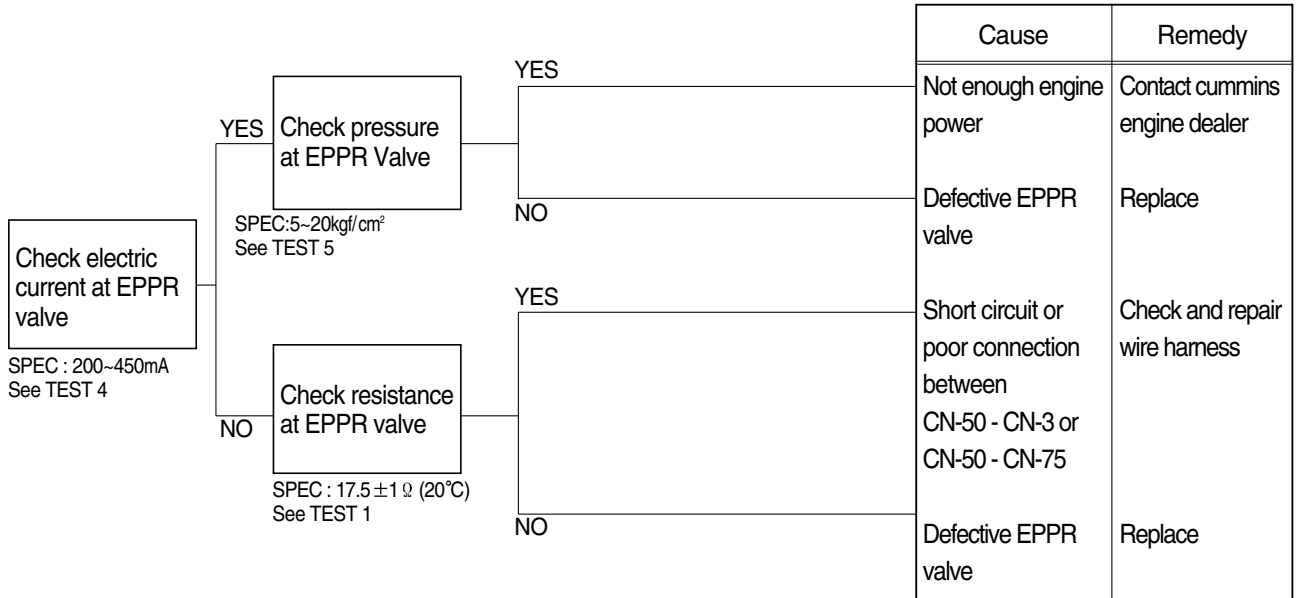 Check electric
current at EPPR
valve
SPEC : 200~450mA
See TEST 4
YES
NO
Check pressure
at EPPR Valve
SPEC:5~20kgf/cm²
See TEST 5
Check resistance
at EPPR valve
SPEC : 17.5±1 Ω (20°C)
See TEST 1
YES
NO
YES
NO
Cause
Remedy
Not enough engine
power
Contact cummins
engine dealer
Defective EPPR
valve
Replace
Short circuit or
poor connection
between
CN-50 - CN-3 or
CN-50 - CN-75
Check and repair
wire harness
Defective EPPR
valve
Replace